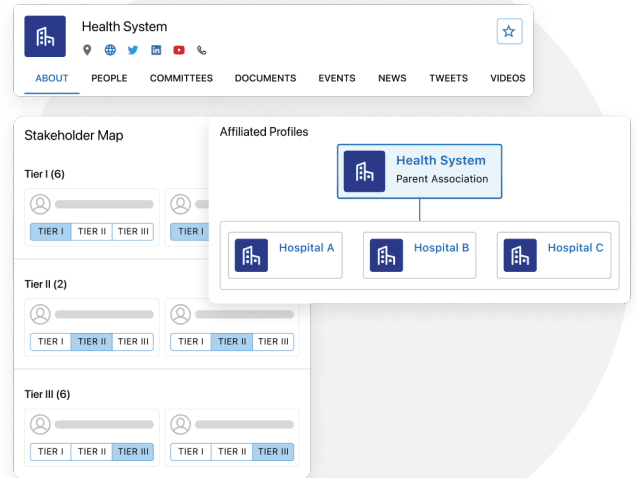 Health System
ABOUT PEOPLE COMMITTEES DOCUMENTS EVENTS NEWS TWEETS VIDEOS
Stakeholder Map
Tier I (6)
TIER I TIER II TIER III TIER I
Tier II (2)
TIER I TIER II TIER III TIER I TIER II TIER III
Tier III (6)
TIER I TIER II TIER III TIER I TIER II TIER III
Affiliated Profiles
Health System
Parent Association
Hospital A Hospital B Hospital C